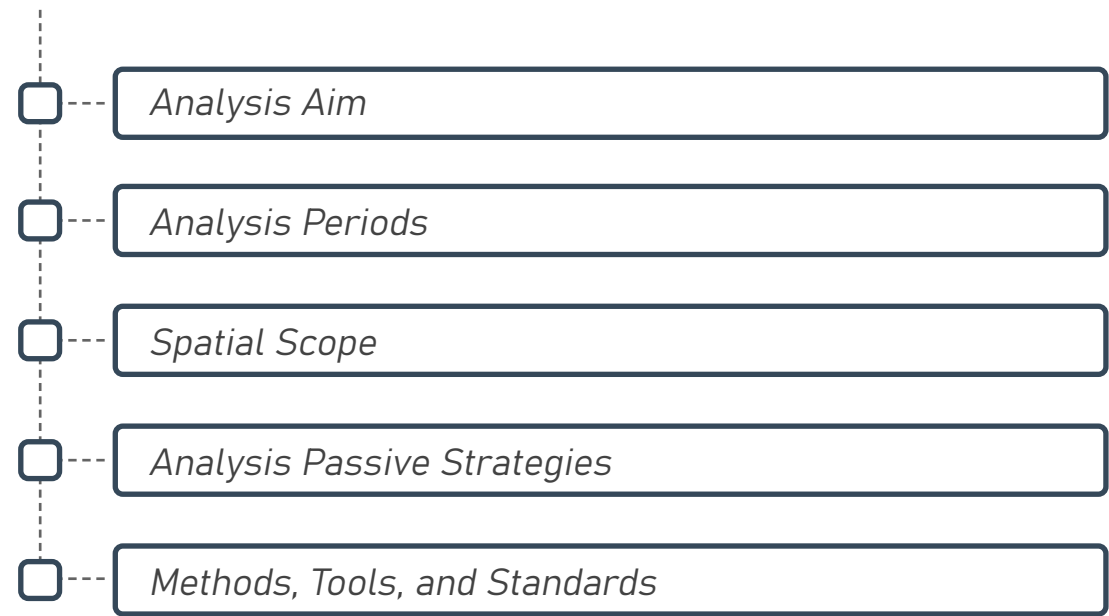 Analysis Aim
Analysis Periods
Spatial Scope
Analysis Passive Strategies
Methods, Tools, and Standards